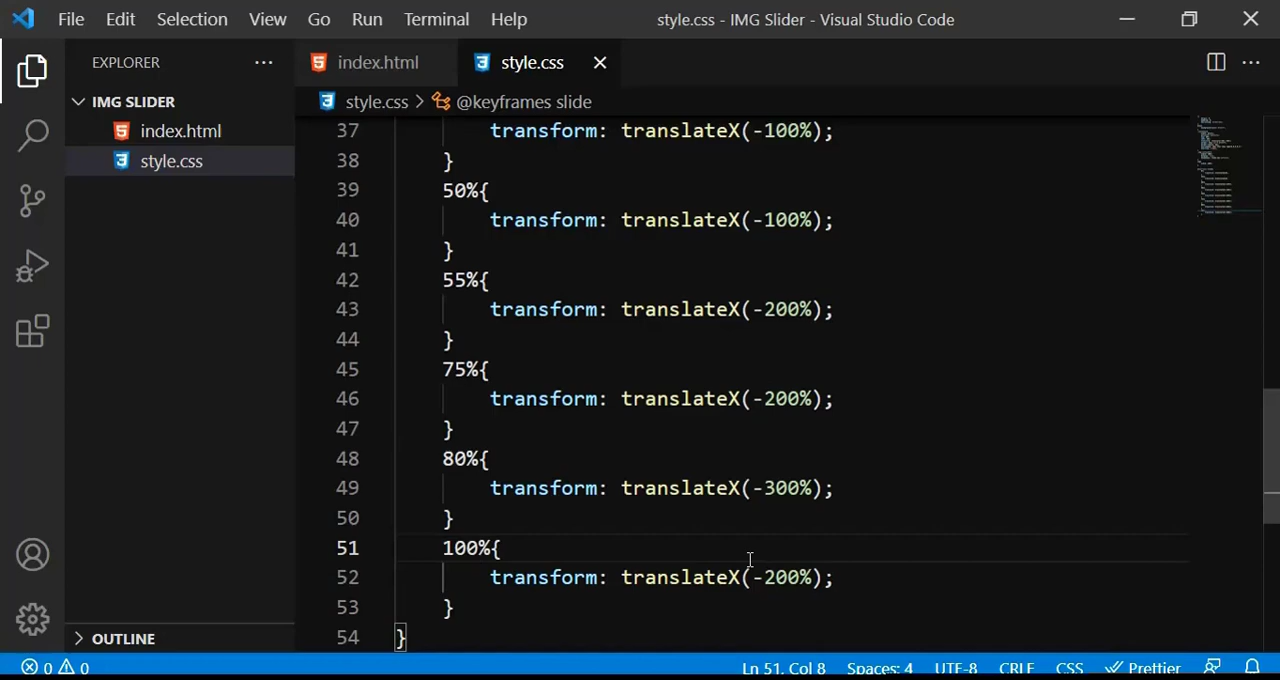 File Edit Selection View Go Run Terminal Help style.css - IMG Slider - Visual Studio Code
EXPLORER
IMG SLIDER
index.html
style.css
OUTLINE
index.html style.css
style.css > @keyframes slide
37 transform: translateX(-100%);
38 }
39 50%{
40 transform: translateX(-100%);
41 }
42 55%{
43 transform: translateX(-200%);
44 }
45 75%{
46 transform: translateX(-200%);
47 }
48 80%{
49 transform: translateX(-300%);
50 }
51 100%{
52 transform: translateX(-200%);
53 }
54 }
0 0 Ln 51, Col 8 Spaces: 4 UTF-8 CRLF CSS Prettier